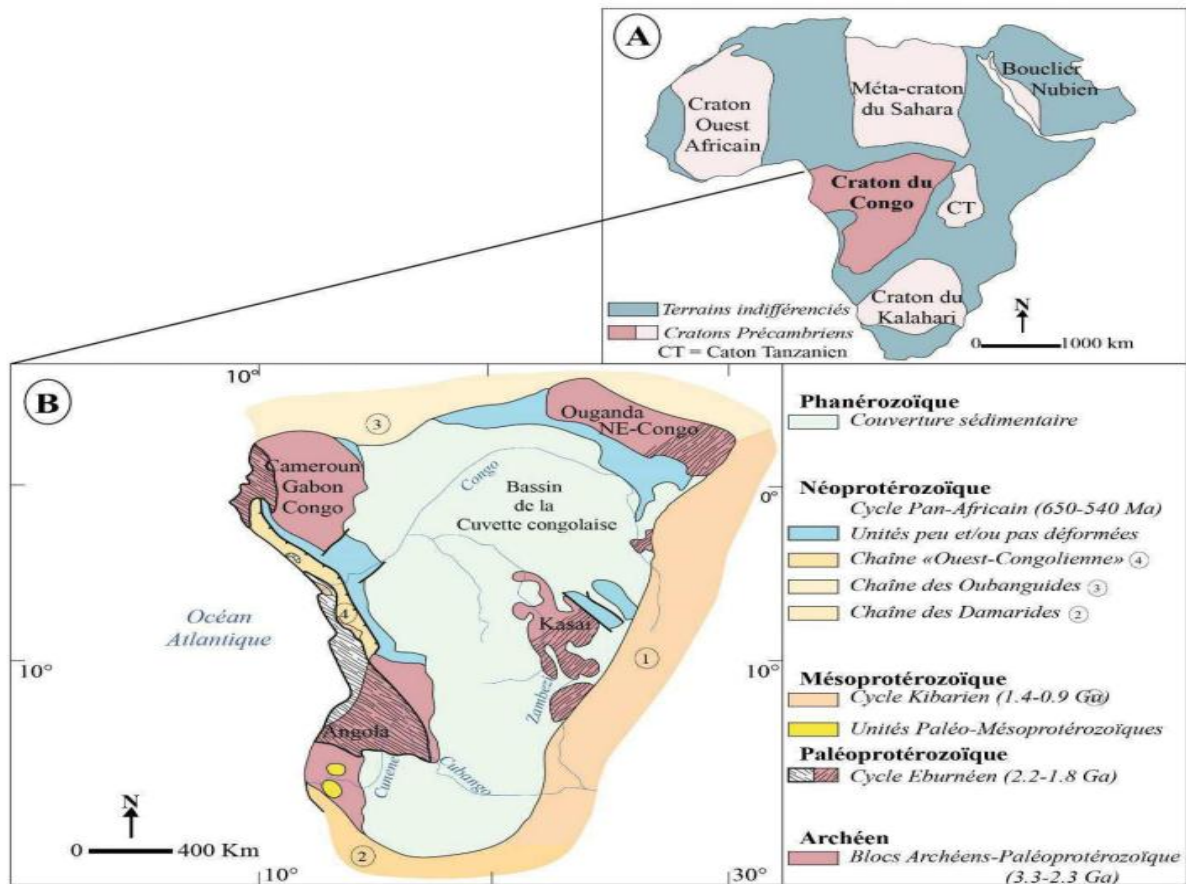 A
Craton
Ouest
Africain
Méta-craton
du Sahara
Bouclier
Nubien
Craton du
Congo
CT
Craton du
Kalahari
Terrains indifférenciés
Cratons Précambriens
CT = Caton Tanzanien
N
0 1000 km
B
10° 30°
Ouganda
NE-Congo
3
Cameroun
Gabon
Congo
Congo
Bassin
de la
Cuvette congolaise
0°
Océan
Atlantique
4
Kasaï
1
10° 10°
Zambezi
Angola
Cunene
Cubango
N
0 400 Km
2
10° 30°
Phanérozoïque
Couverture sédimentaire
Néoprotérozoïque
Cycle Pan-Africain (650-540 Ma)
Unités peu et/ou pas déformées
Chaîne «Ouest-Congolienne» 4
Chaîne des Oubanguides 3
Chaîne des Damarides 2
Mésoprotérozoïque
Cycle Kibarien (1.4-0.9 Ga)
Unités Paléo-Mésoprotérozoïques
Paléoprotérozoïque
Cycle Eburnéen (2.2-1.8 Ga)
Archéen
Blocs Archéens-Paléoprotérozoïque
(3.3-2.3 Ga)